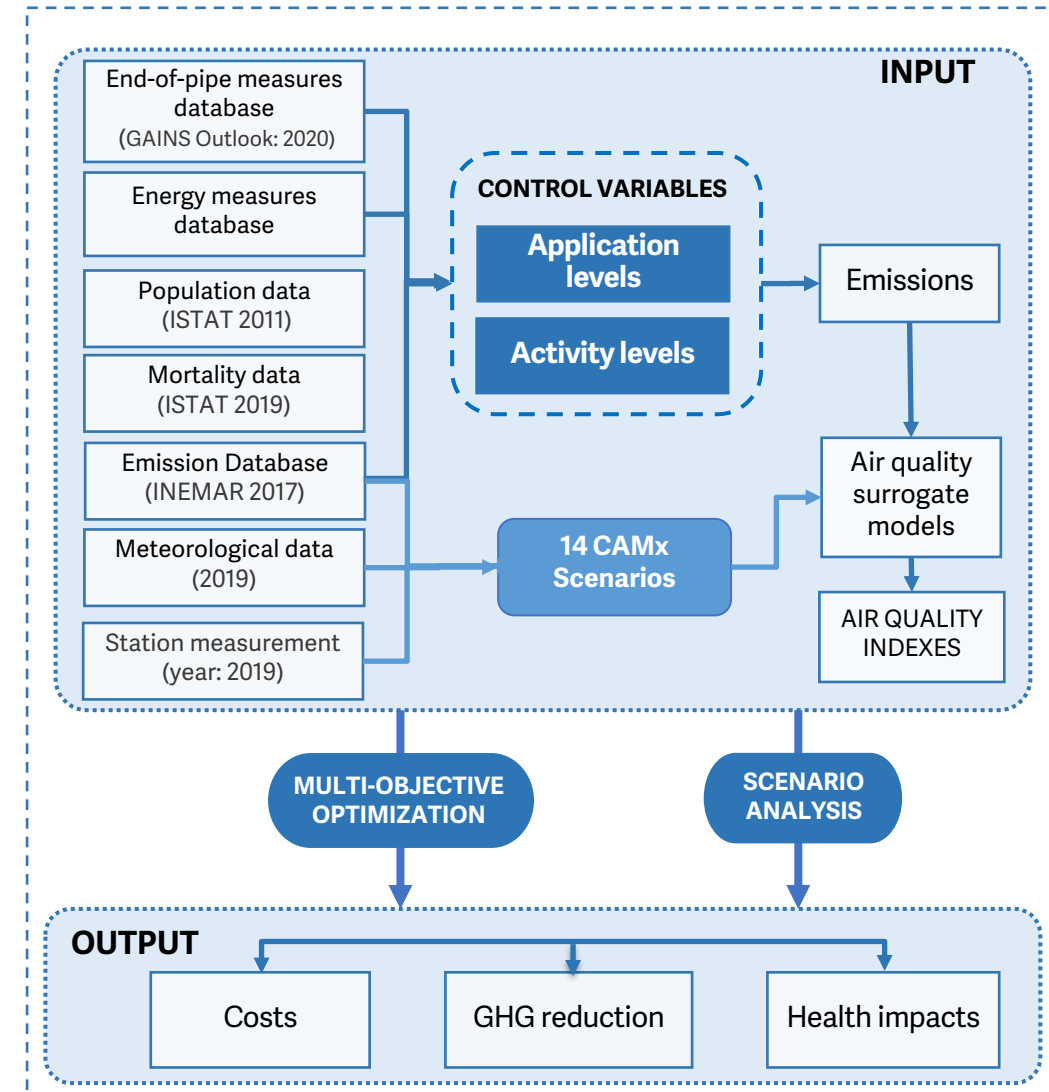 INPUT
End-of-pipe measures
database
(GAINS Outlook: 2020)
Energy measures
database
Population data
(ISTAT 2011)
Mortality data
(ISTAT 2019)
Emission Database
(INEMAR 2017)
Meteorological data
(2019)
Station measurement
(year: 2019)
CONTROL VARIABLES
Application
levels
Activity levels
14 CAMx
Scenarios
Emissions
Air quality
surrogate
models
AIR QUALITY
INDEXES
MULTI-OBJECTIVE
OPTIMIZATION
SCENARIO
ANALYSIS
OUTPUT
Costs
GHG reduction
Health impacts